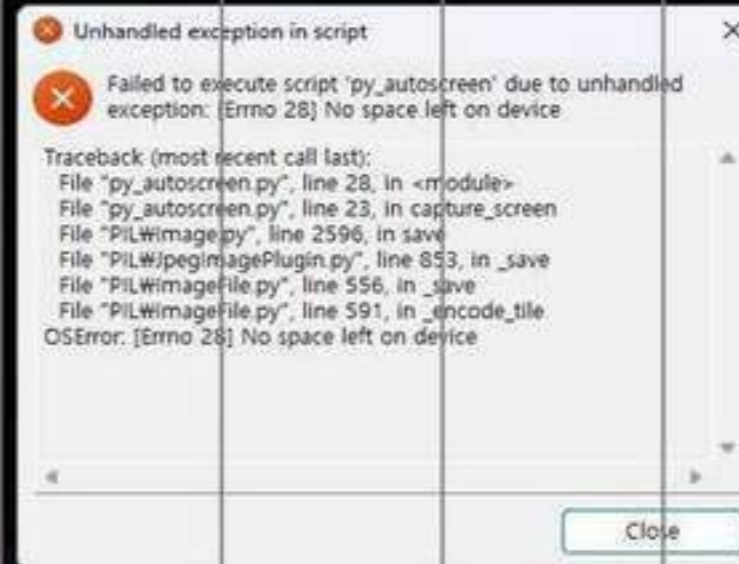 Unhandled exception in script
Failed to execute script 'py_autoscreen' due to unhandled
exception: [Errno 28] No space left on device
Traceback (most recent call last):
File "py_autoscreen.py", line 28, in <module>
File "py_autoscreen.py", line 23, in capture_screen
File "PIL₩Image.py", line 2596, in save
File "PIL₩JpegImagePlugin.py", line 853, in _save
File "PIL₩ImageFile.py", line 556, in _save
File "PIL₩ImageFile.py", line 591, in _encode_tile
OSError: [Errno 28] No space left on device
Close